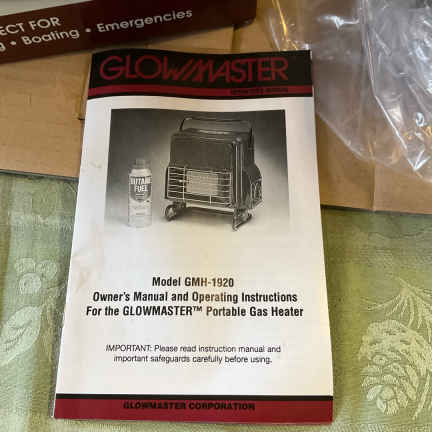 ECT FOR
g • Boating • Emergencies
GLOWMASTER
BUTANE
FUEL
Model GMH-1920
Owner's Manual and Operating Instructions
For the GLOWMASTER™ Portable Gas Heater
IMPORTANT: Please read instruction manual and
important safeguards carefully before using.
GLOWMASTER CORPORATION